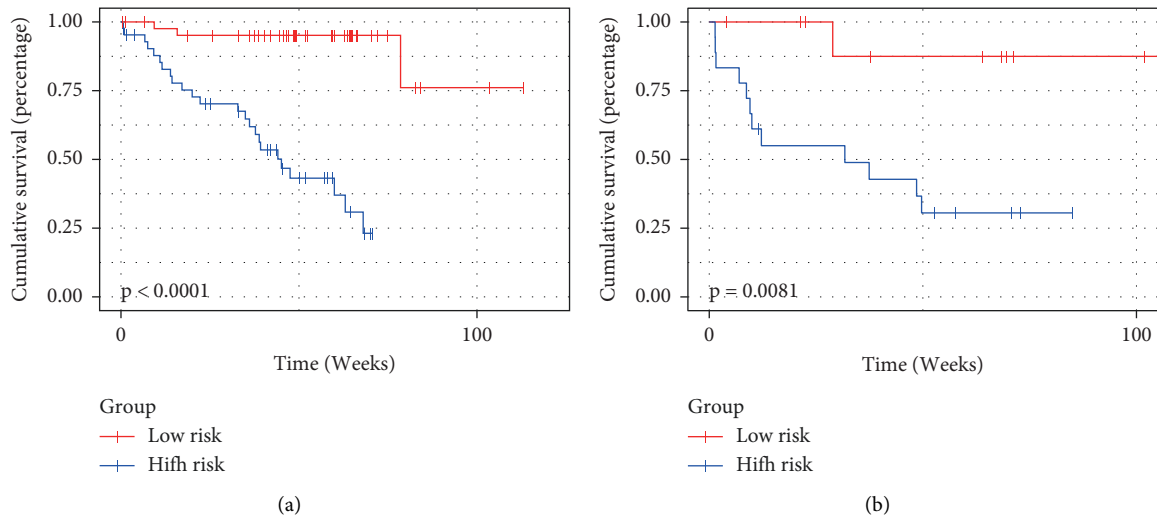 1.00
0.75
0.50
0.25
0.00
Cumulative survival (percentage)
p < 0.0001
0
100
Time (Weeks)
Group
Low risk
Hifh risk
(a)
1.00
0.75
0.50
0.25
0.00
Cumulative survival (percentage)
p = 0.0081
0
100
Time (Weeks)
Group
Low risk
Hifh risk
(b)